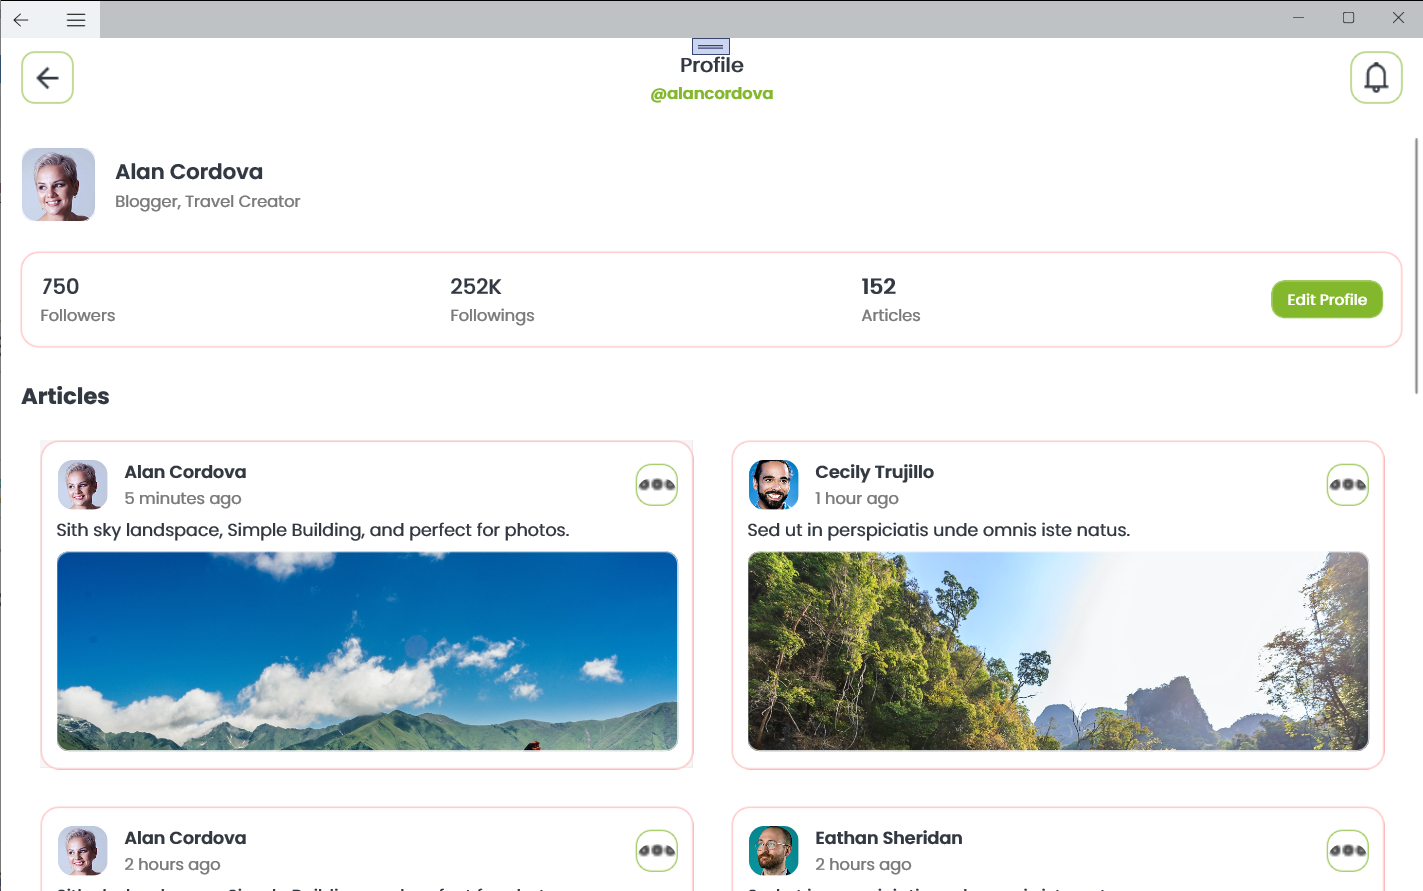 Profile
@alancordova
Alan Cordova
Blogger, Travel Creator
750
Followers
252K
Followings
152
Articles
Edit Profile
Articles
Alan Cordova
5 minutes ago
Sith sky landspace, Simple Building, and perfect for photos.
Cecily Trujillo
1 hour ago
Sed ut in perspiciatis unde omnis iste natus.
Alan Cordova
2 hours ago
Eathan Sheridan
2 hours ago